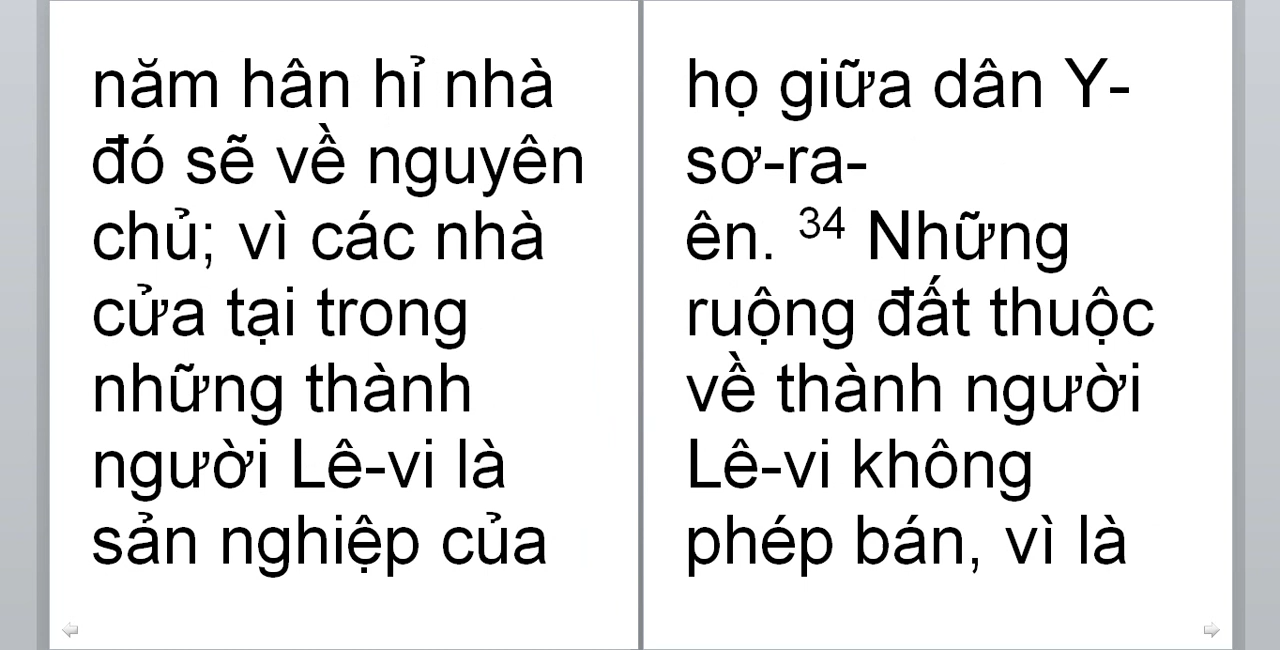 năm hân hỉ nhà
đó sẽ về nguyên
chủ; vì các nhà
cửa tại trong
những thành
người Lê-vi là
sản nghiệp của
họ giữa dân Y-
sơ-ra-
ên. 34 Những
ruộng đất thuộc
về thành người
Lê-vi không
phép bán, vì là